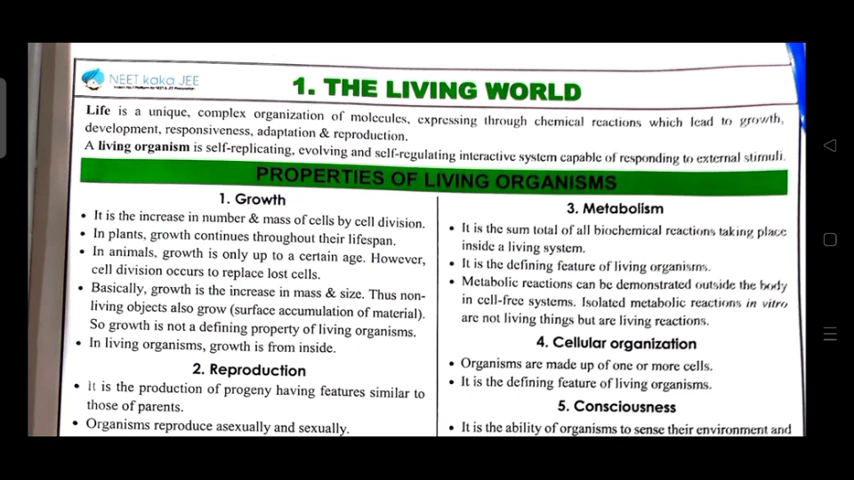 NEET kaka JEE
1. THE LIVING WORLD
Life is a unique, complex organization of molecules, expressing through chemical reactions which lead to growth,
development, responsiveness, adaptation & reproduction.
A living organism is self-replicating, evolving and self-regulating interactive system capable of responding to external stimuli.
PROPERTIES OF LIVING ORGANISMS
1. Growth
• It is the increase in number & mass of cells by cell division.
• In plants, growth continues throughout their lifespan.
• In animals, growth is only up to a certain age. However,
cell division occurs to replace lost cells.
• Basically, growth is the increase in mass & size. Thus non-
living objects also grow (surface accumulation of material).
So growth is not a defining property of living organisms.
• In living organisms, growth is from inside.
2. Reproduction
• It is the production of progeny having features similar to
those of parents.
• Organisms reproduce asexually and sexually.
3. Metabolism
• It is the sum total of all biochemical reactions taking place
inside a living system.
• It is the defining feature of living organisms.
• Metabolic reactions can be demonstrated outside the body
in cell-free systems. Isolated metabolic reactions in vitro
are not living things but are living reactions.
4. Cellular organization
• Organisms are made up of one or more cells.
• It is the defining feature of living organisms.
5. Consciousness
• It is the ability of organisms to sense their environment and